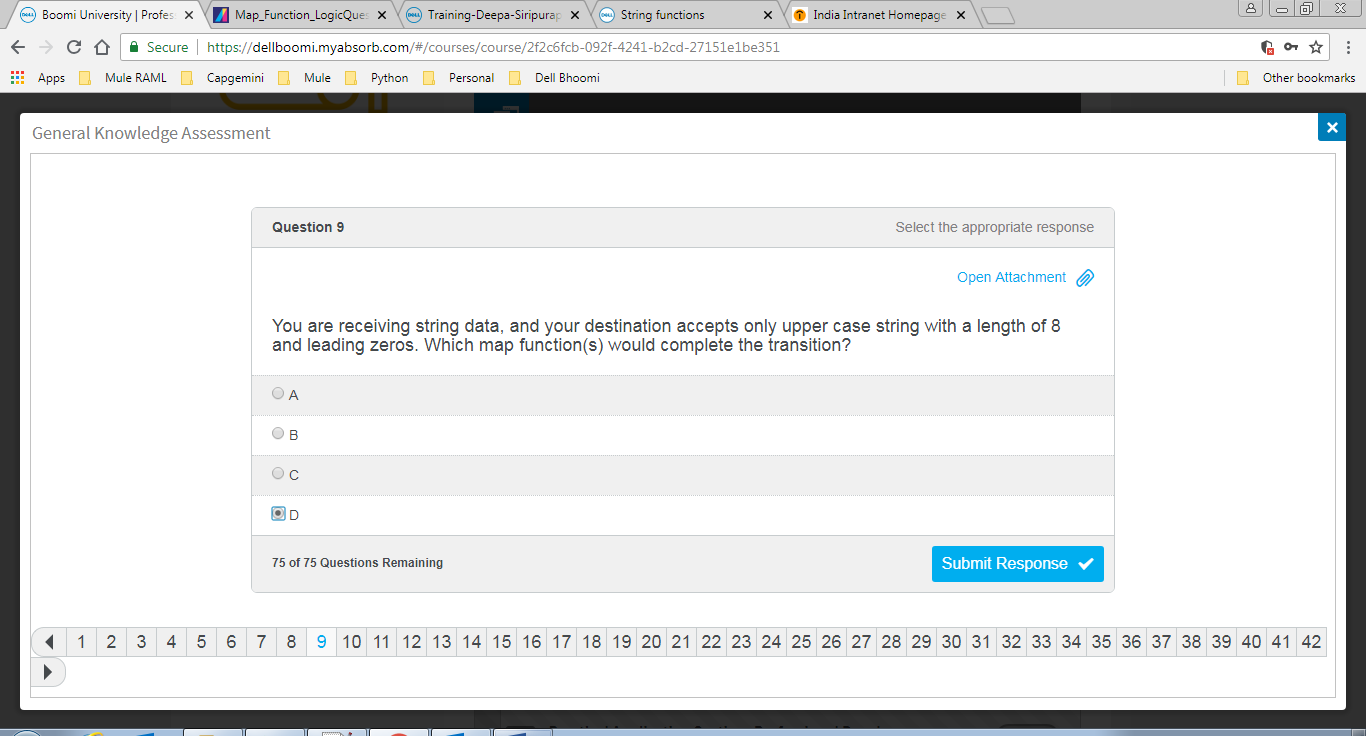 Boomi University | Profes
Map_Function_LogicQues
Training-Deepa-Siripurap
String functions
India Intranet Homepage
Secure
https://dellboomi.myabsorb.com/#/courses/course/2f2c6fcb-092f-4241-b2cd-27151e1be351
Apps
Mule RAML
Capgemini
Mule
Python
Personal
Dell Bhoomi
Other bookmarks
General Knowledge Assessment
Question 9
Select the appropriate response
Open Attachment
You are receiving string data, and your destination accepts only upper case string with a length of 8
and leading zeros. Which map function(s) would complete the transition?
A
B
C
D
75 of 75 Questions Remaining
Submit Response
1 2 3 4 5 6 7 8 9 10 11 12 13 14 15 16 17 18 19 20 21 22 23 24 25 26 27 28 29 30 31 32 33 34 35 36 37 38 39 40 41 42